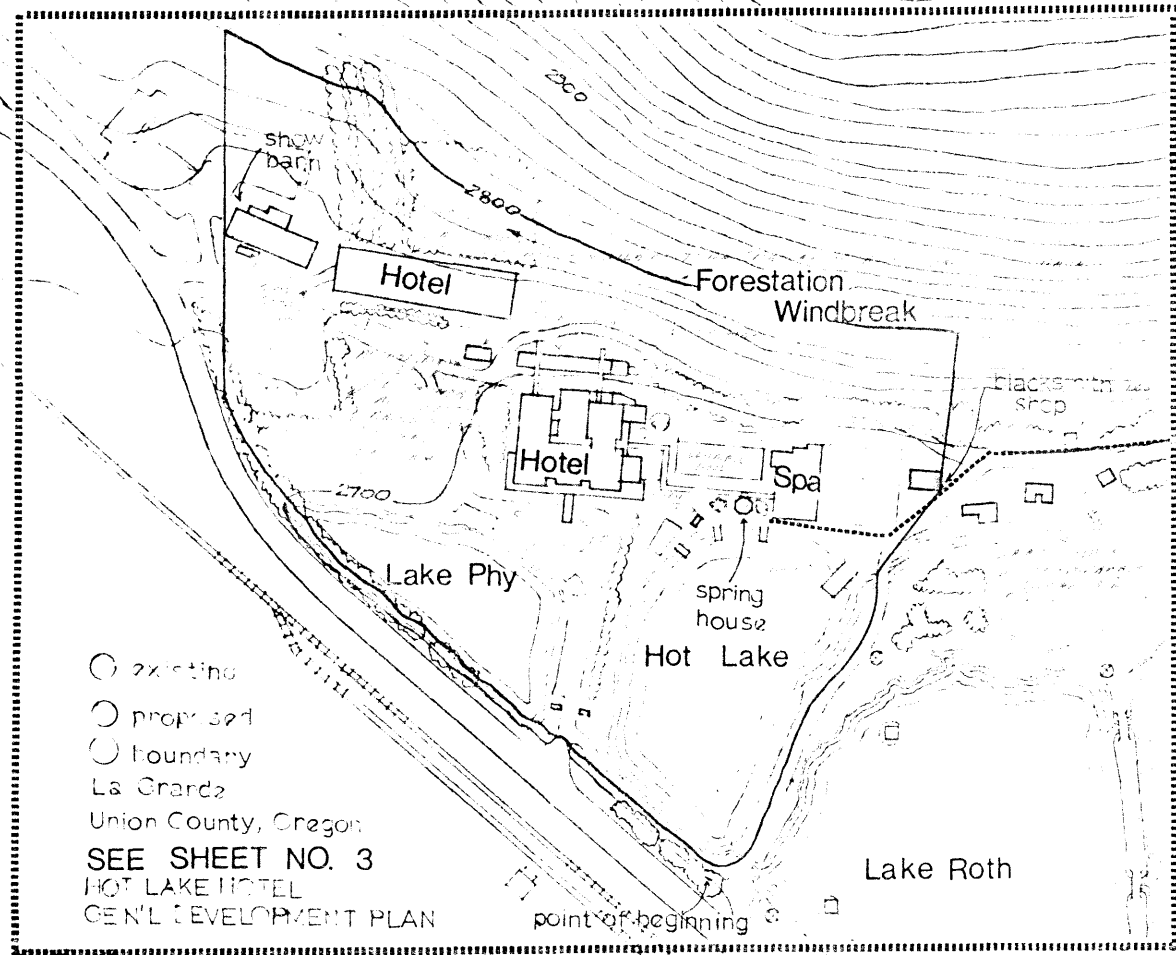 2900
show
barn
2800
Hotel
Forestation
Windbreak
blacksmith
shop
Hotel
Spa
2700
Lake Phy
spring
house
Hot Lake
existing
proposed
boundary
La Grande
Union County, Oregon
SEE SHEET NO. 3
HOT LAKE HOTEL
GEN'L DEVELOPMENT PLAN
Lake Roth
point of beginning